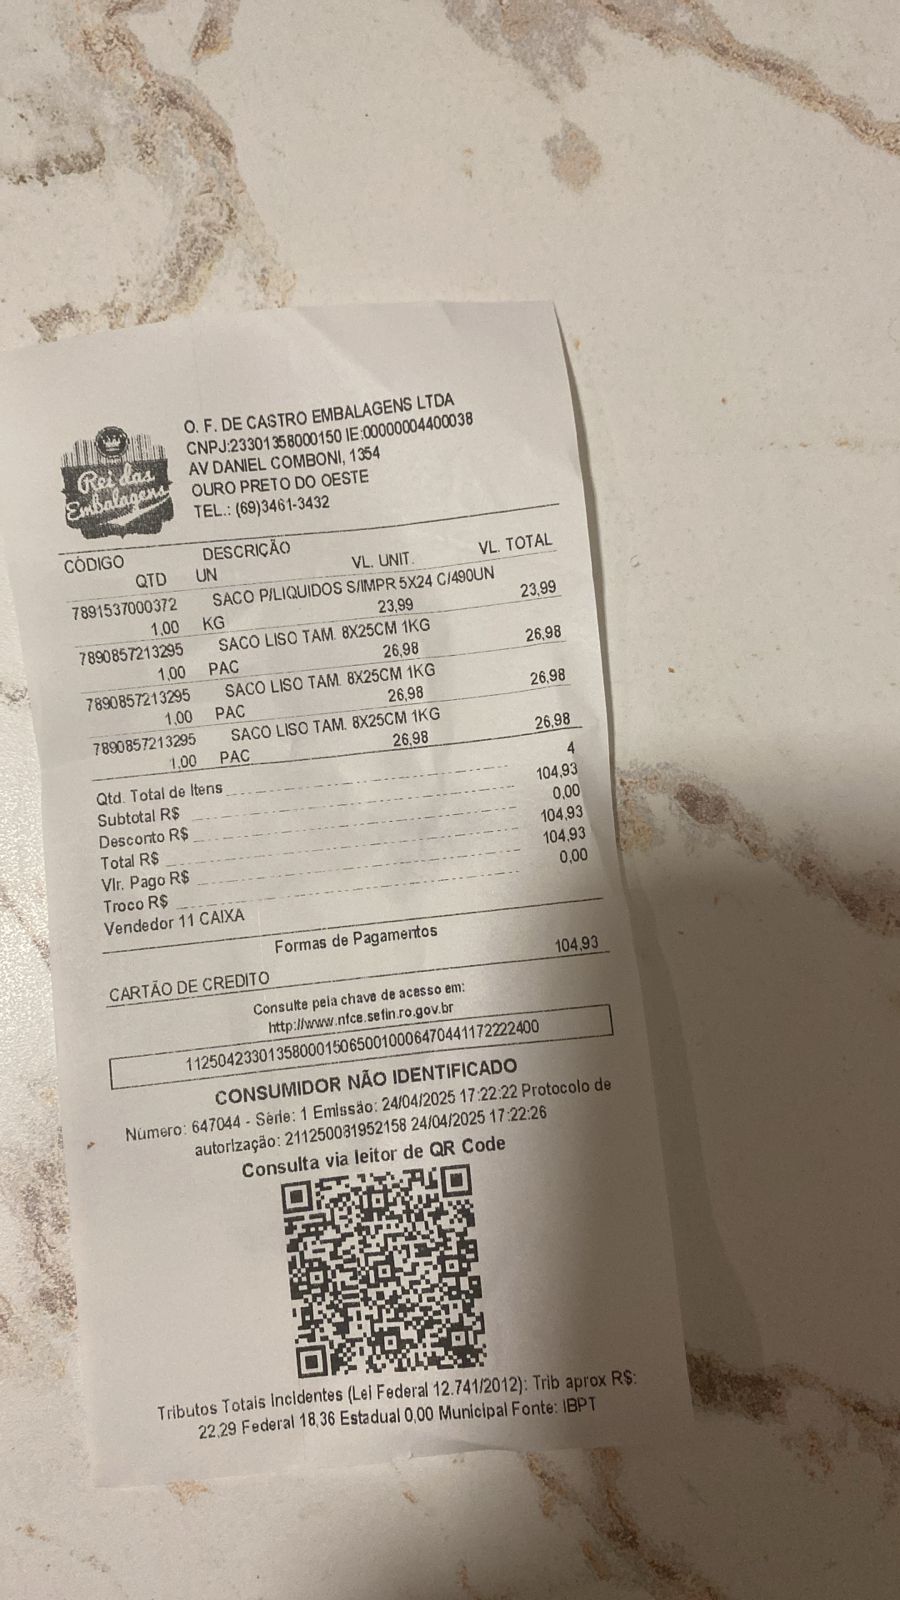 Rei das
Embalagens
O. F. DE CASTRO EMBALAGENS LTDA
CNPJ:23301358000150 IE:00000004400038
AV DANIEL COMBONI, 1354
OURO PRETO DO OESTE
TEL.: (69)3461-3432
CÓDIGO DESCRIÇÃO
QTD UN VL. UNIT. VL. TOTAL
7891537000372 SACO P/LIQUIDOS S/IMPR 5X24 C/490UN
1,00 KG 23,99 23,99
7890857213295 SACO LISO TAM. 8X25CM 1KG
1,00 PAC 26,98 26,98
7890857213295 SACO LISO TAM. 8X25CM 1KG
1,00 PAC 26,98 26,98
7890857213295 SACO LISO TAM. 8X25CM 1KG
1,00 PAC 26,98 26,98
Qtd. Total de Itens 4
Subtotal R$ 104,93
Desconto R$ 0,00
Total R$ 104,93
Vlr. Pago R$ 104,93
Troco R$ 0,00
Vendedor 11 CAIXA
Formas de Pagamentos
CARTÃO DE CREDITO 104,93
Consulte pela chave de acesso em:
http://www.nfce.sefin.ro.gov.br
11250423301358000150650010006470441172222400
CONSUMIDOR NÃO IDENTIFICADO
Número: 647044 - Série: 1 Emissão: 24/04/2025 17:22:22 Protocolo de
autorização: 211250081952158 24/04/2025 17:22:26
Consulta via leitor de QR Code
Tributos Totais Incidentes (Lei Federal 12.741/2012): Trib aprox R$:
22,29 Federal 18,36 Estadual 0,00 Municipal Fonte: IBPT